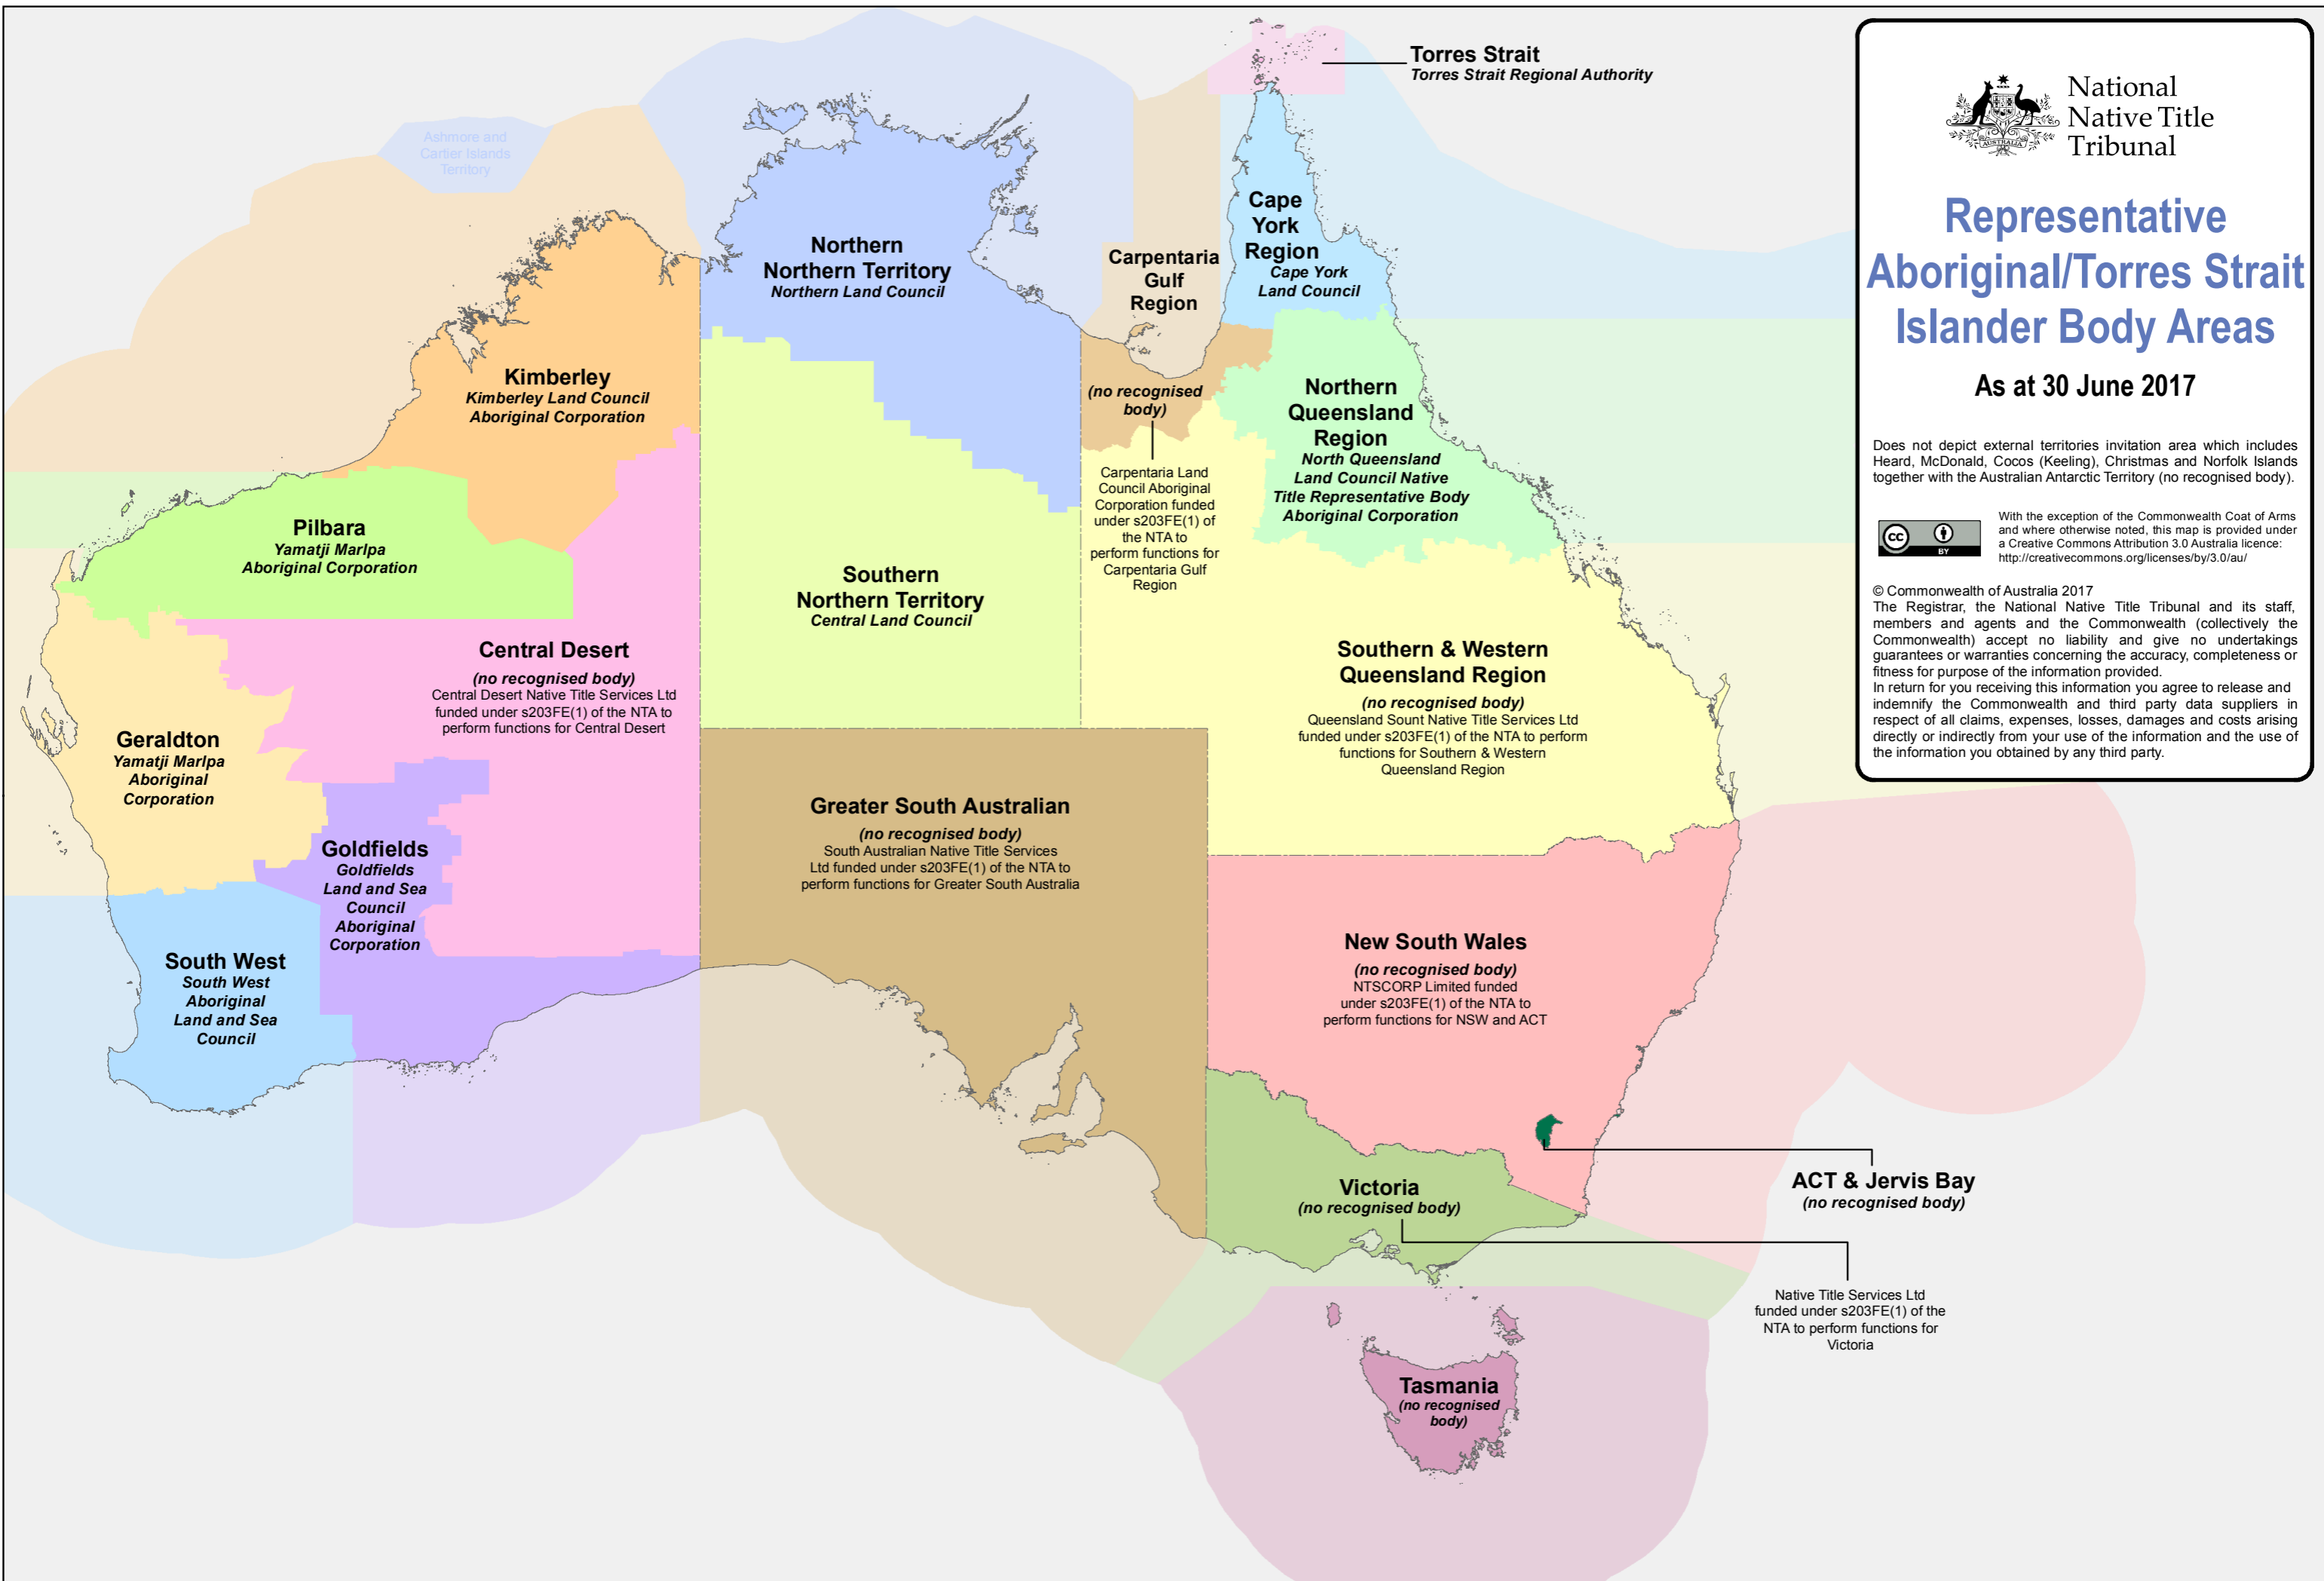 Torres Strait
Torres Strait Regional Authority
National
Native Title
Tribunal
AUSTRALIA
Representative
Aboriginal/Torres Strait
Islander Body Areas
As at 30 June 2017
Does not depict external territories invitation area which includes
Heard, McDonald, Cocos (Keeling), Christmas and Norfolk Islands
together with the Australian Antarctic Territory (no recognised body).
cc
BY
With the exception of the Commonwealth Coat of Arms
and where otherwise noted, this map is provided under
a Creative Commons Attribution 3.0 Australia licence:
http://creativecommons.org/licenses/by/3.0/au/
© Commonwealth of Australia 2017
The Registrar, the National Native Title Tribunal and its staff,
members and agents and the Commonwealth (collectively the
Commonwealth) accept no liability and give no undertakings
guarantees or warranties concerning the accuracy, completeness or
fitness for purpose of the information provided.
In return for you receiving this information you agree to release and
indemnify the Commonwealth and third party data suppliers in
respect of all claims, expenses, losses, damages and costs arising
directly or indirectly from your use of the information and the use of
the information you obtained by any third party.
Ashmore and
Cartier Islands
Territory
Northern
Northern Territory
Northern Land Council
Carpentaria
Gulf
Region
(no recognised
body)
Carpentaria Land
Council Aboriginal
Corporation funded
under s203FE(1) of
the NTA to
perform functions for
Carpentaria Gulf
Region
Cape
York
Region
Cape York
Land Council
Kimberley
Kimberley Land Council
Aboriginal Corporation
Northern
Queensland
Region
North Queensland
Land Council Native
Title Representative Body
Aboriginal Corporation
Pilbara
Yamatji Marlpa
Aboriginal Corporation
Southern
Northern Territory
Central Land Council
Central Desert
(no recognised body)
Central Desert Native Title Services Ltd
funded under s203FE(1) of the NTA to
perform functions for Central Desert
Southern & Western
Queensland Region
(no recognised body)
Queensland Sount Native Title Services Ltd
funded under s203FE(1) of the NTA to perform
functions for Southern & Western
Queensland Region
Geraldton
Yamatji Marlpa
Aboriginal
Corporation
Greater South Australian
(no recognised body)
South Australian Native Title Services
Ltd funded under s203FE(1) of the NTA to
perform functions for Greater South Australia
Goldfields
Goldfields
Land and Sea
Council
Aboriginal
Corporation
South West
South West
Aboriginal
Land and Sea
Council
New South Wales
(no recognised body)
NTSCORP Limited funded
under s203FE(1) of the NTA to
perform functions for NSW and ACT
ACT & Jervis Bay
(no recognised body)
Victoria
(no recognised body)
Native Title Services Ltd
funded under s203FE(1) of the
NTA to perform functions for
Victoria
Tasmania
(no recognised
body)